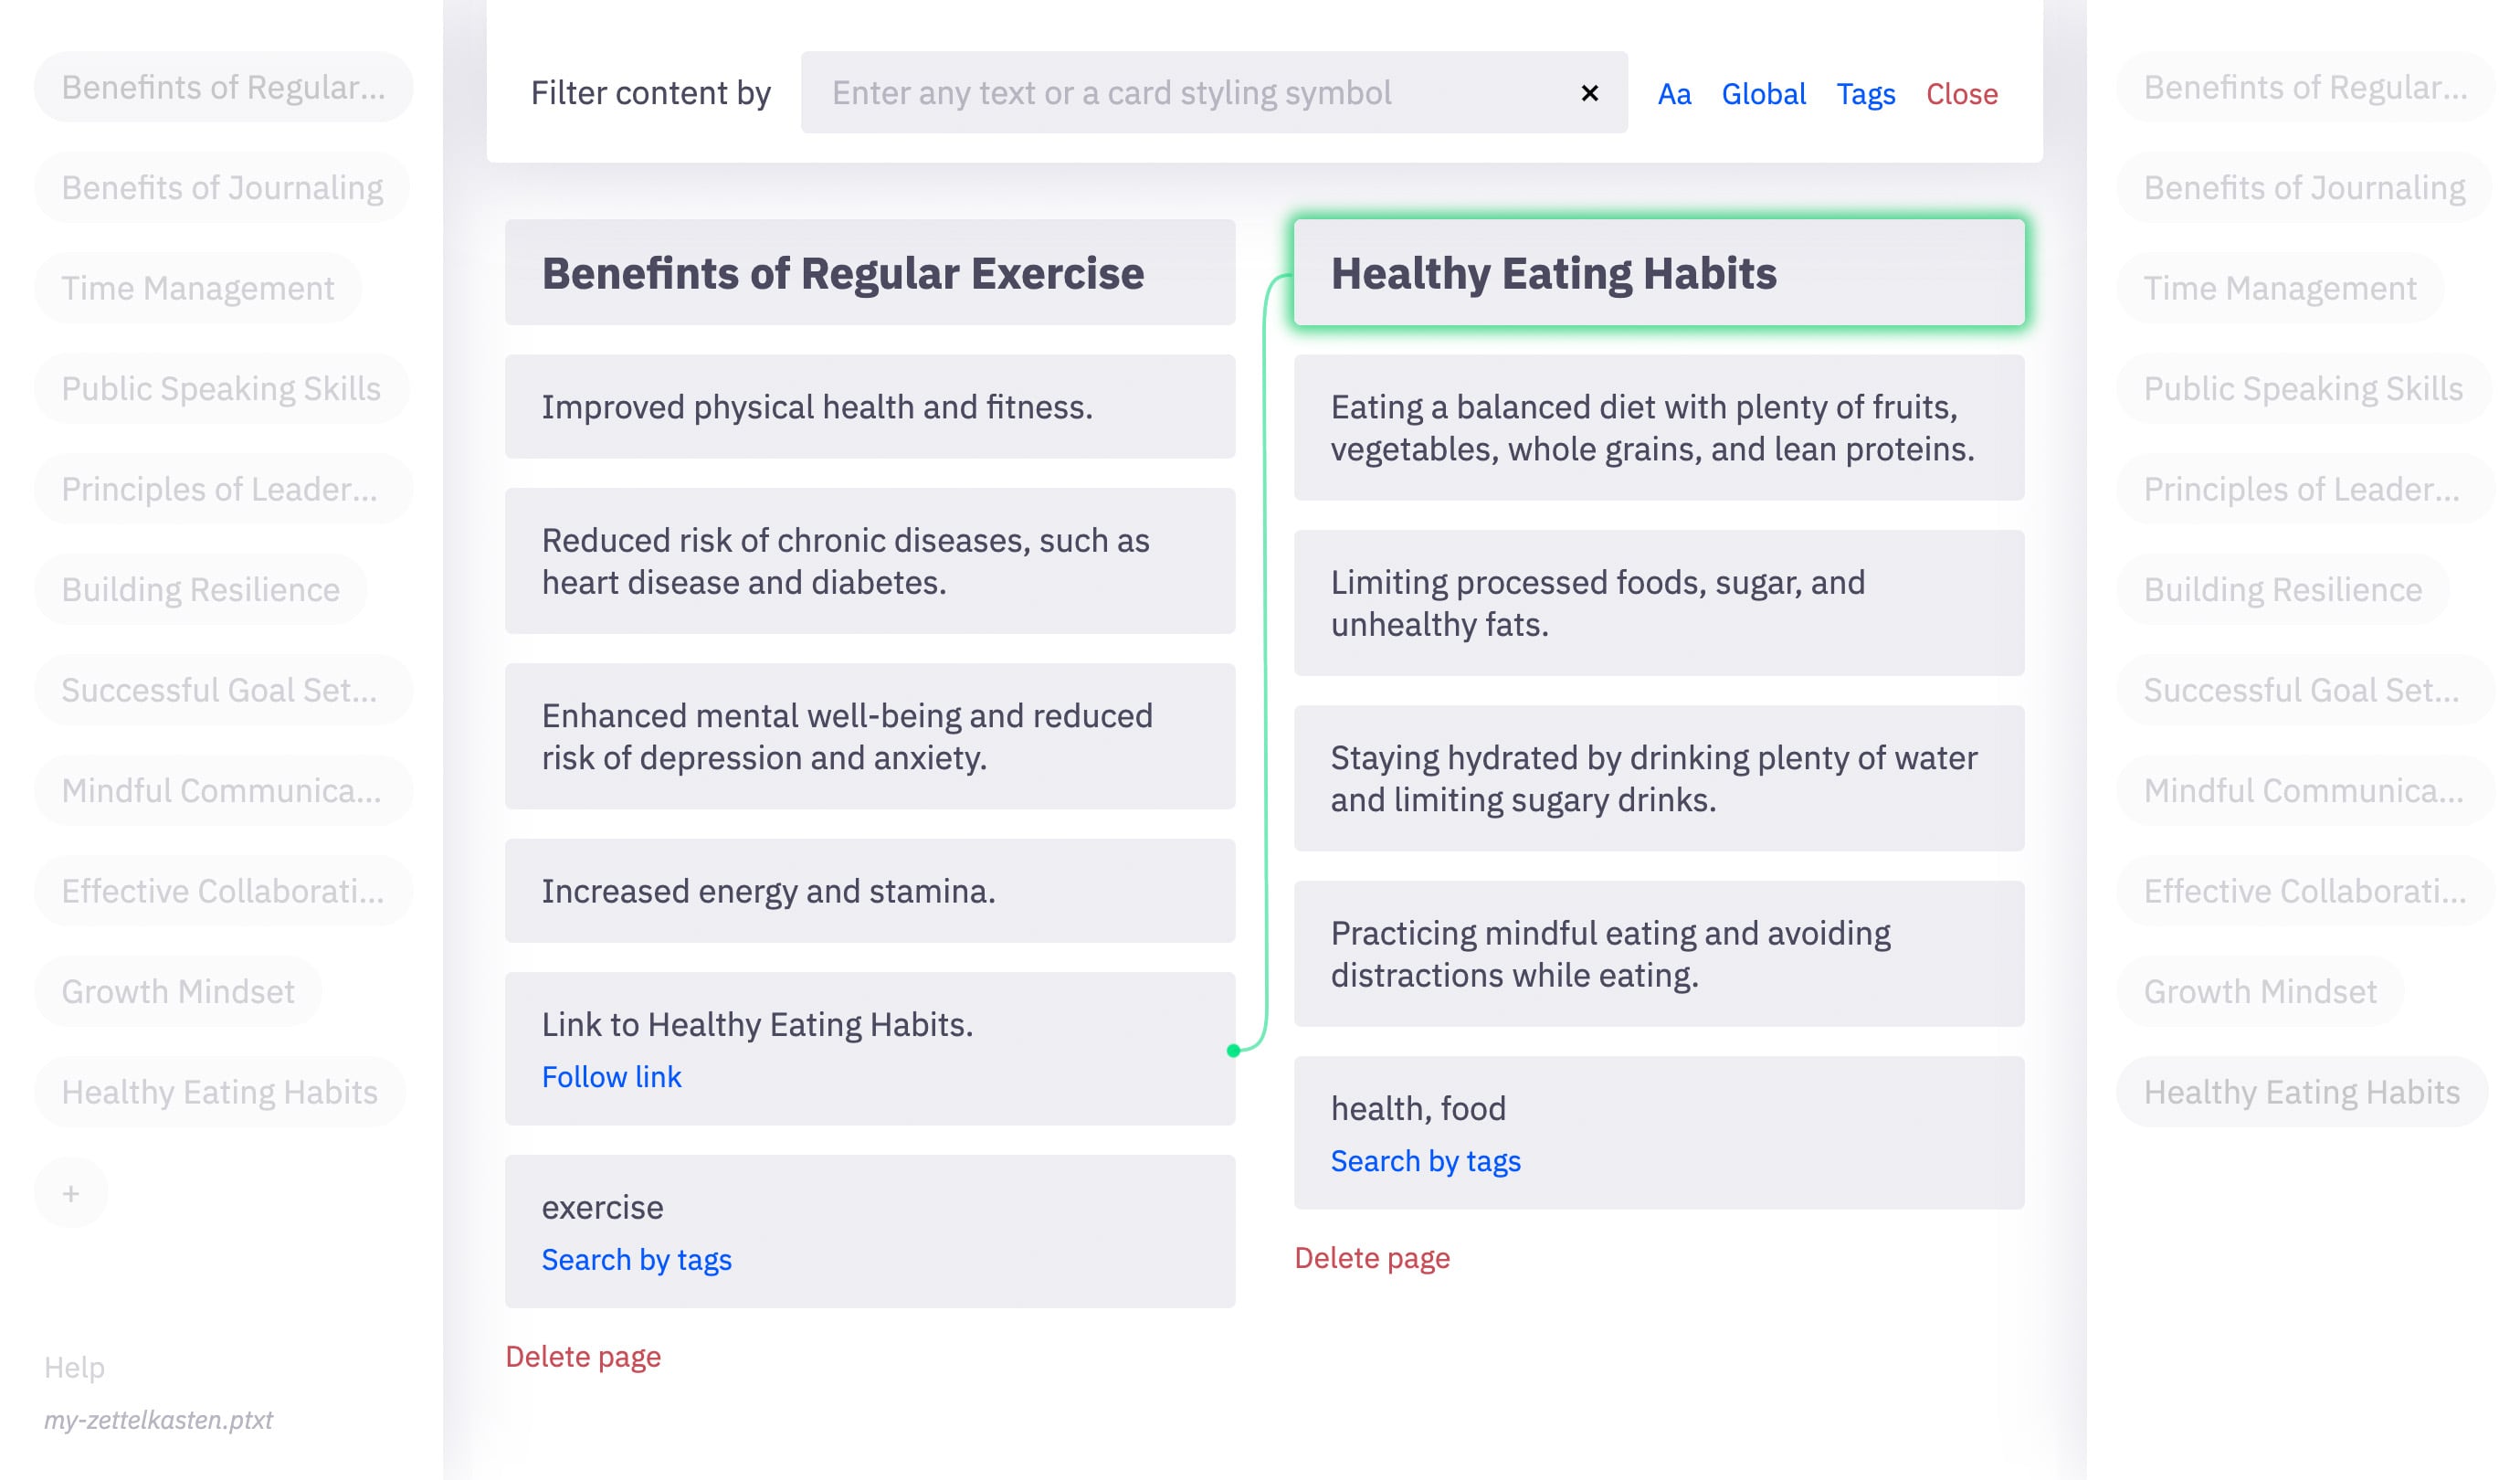 Benefints of Regular...
Benefits of Journaling
Time Management
Public Speaking Skills
Principles of Leader...
Building Resilience
Successful Goal Set...
Mindful Communica...
Effective Collaborati...
Growth Mindset
Healthy Eating Habits
+
Help
my-zettelkasten.ptxt
Filter content by
Enter any text or a card styling symbol
×
Aa
Global
Tags
Close
Benefints of Regular Exercise
Improved physical health and fitness.
Reduced risk of chronic diseases, such as
heart disease and diabetes.
Enhanced mental well-being and reduced
risk of depression and anxiety.
Increased energy and stamina.
Link to Healthy Eating Habits.
Follow link
exercise
Search by tags
Delete page
Healthy Eating Habits
Eating a balanced diet with plenty of fruits,
vegetables, whole grains, and lean proteins.
Limiting processed foods, sugar, and
unhealthy fats.
Staying hydrated by drinking plenty of water
and limiting sugary drinks.
Practicing mindful eating and avoiding
distractions while eating.
health, food
Search by tags
Delete page
Benefints of Regular...
Benefits of Journaling
Time Management
Public Speaking Skills
Principles of Leader...
Building Resilience
Successful Goal Set...
Mindful Communica...
Effective Collaborati...
Growth Mindset
Healthy Eating Habits